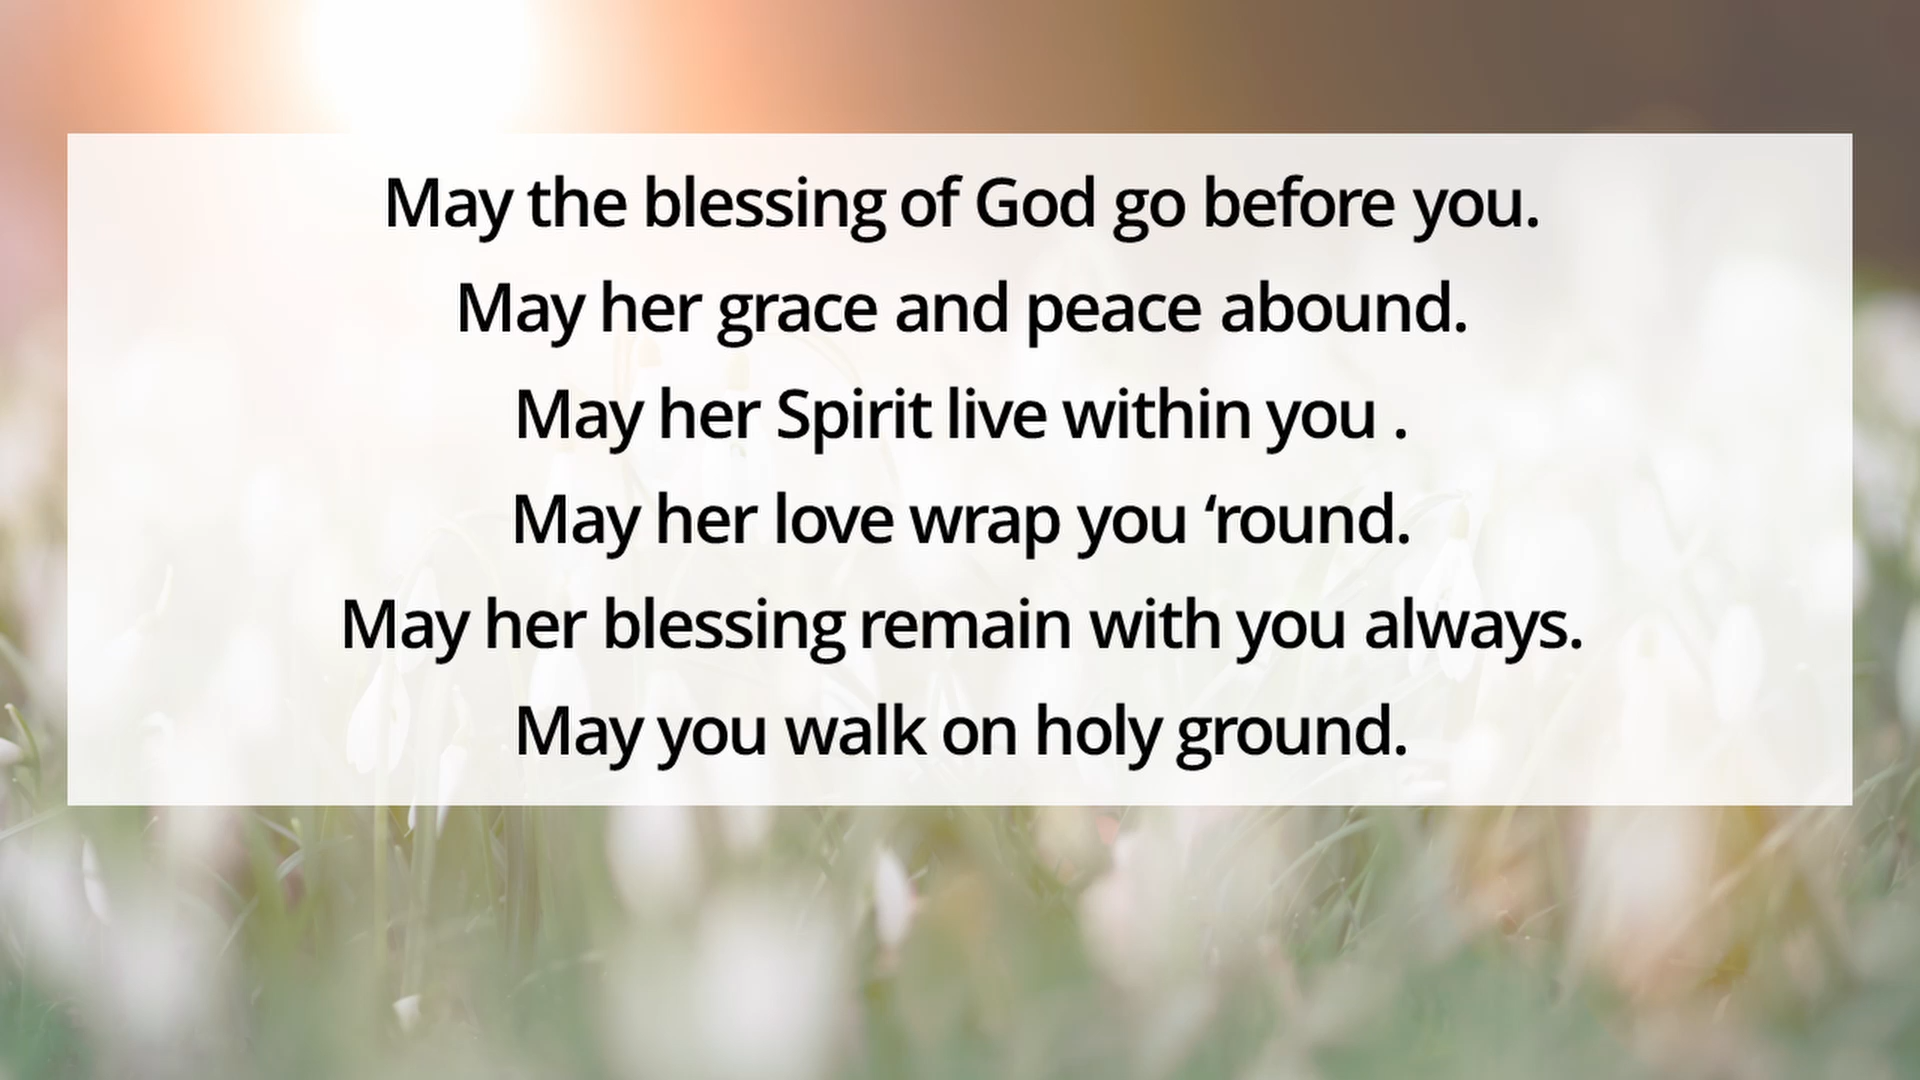 May the blessing of God go before you.
May her grace and peace abound.
May her Spirit live within you .
May her love wrap you ‘round.
May her blessing remain with you always.
May you walk on holy ground.